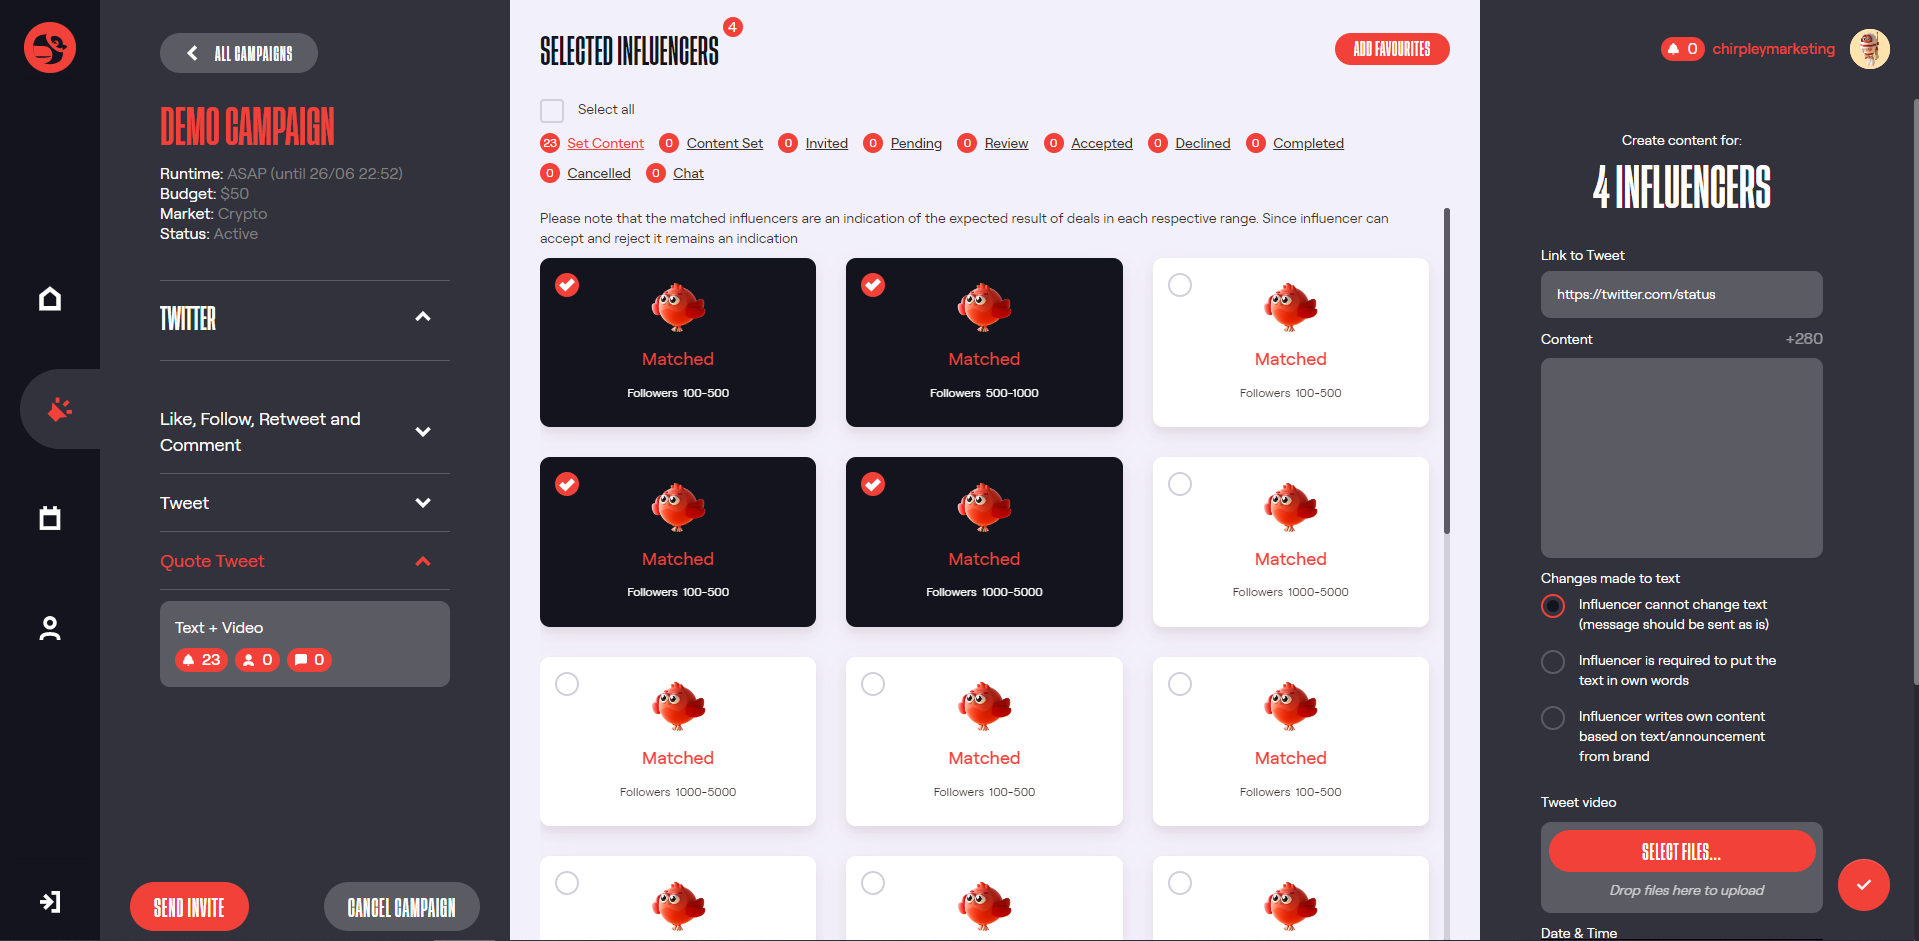 ALL CAMPAIGNS
DEMO CAMPAIGN
Runtime: ASAP (until 26/06 22:52)
Budget: $50
Market: Crypto
Status: Active
TWITTER
Like, Follow, Retweet and
Comment
Tweet
Quote Tweet
Text + Video
23 0 0
SEND INVITE
CANCEL CAMPAIGN
SELECTED INFLUENCERS 4
ADD FAVOURITES
Select all
23 Set Content 0 Content Set 0 Invited 0 Pending 0 Review 0 Accepted 0 Declined 0 Completed
0 Cancelled 0 Chat
Please note that the matched influencers are an indication of the expected result of deals in each respective range. Since influencer can
accept and reject it remains an indication
Matched Matched Matched
Followers 100-500 Followers 500-1000 Followers 100-500
Matched Matched Matched
Followers 100-500 Followers 1000-5000 Followers 1000-5000
Matched Matched Matched
Followers 1000-5000 Followers 100-500 Followers 100-500
0 chirpleymarketing
Create content for:
4 INFLUENCERS
Link to Tweet
https://twitter.com/status
Content +280
Changes made to text
Influencer cannot change text
(message should be sent as is)
Influencer is required to put the
text in own words
Influencer writes own content
based on text/announcement
from brand
Tweet video
SELECT FILES...
Drop files here to upload
Date & Time